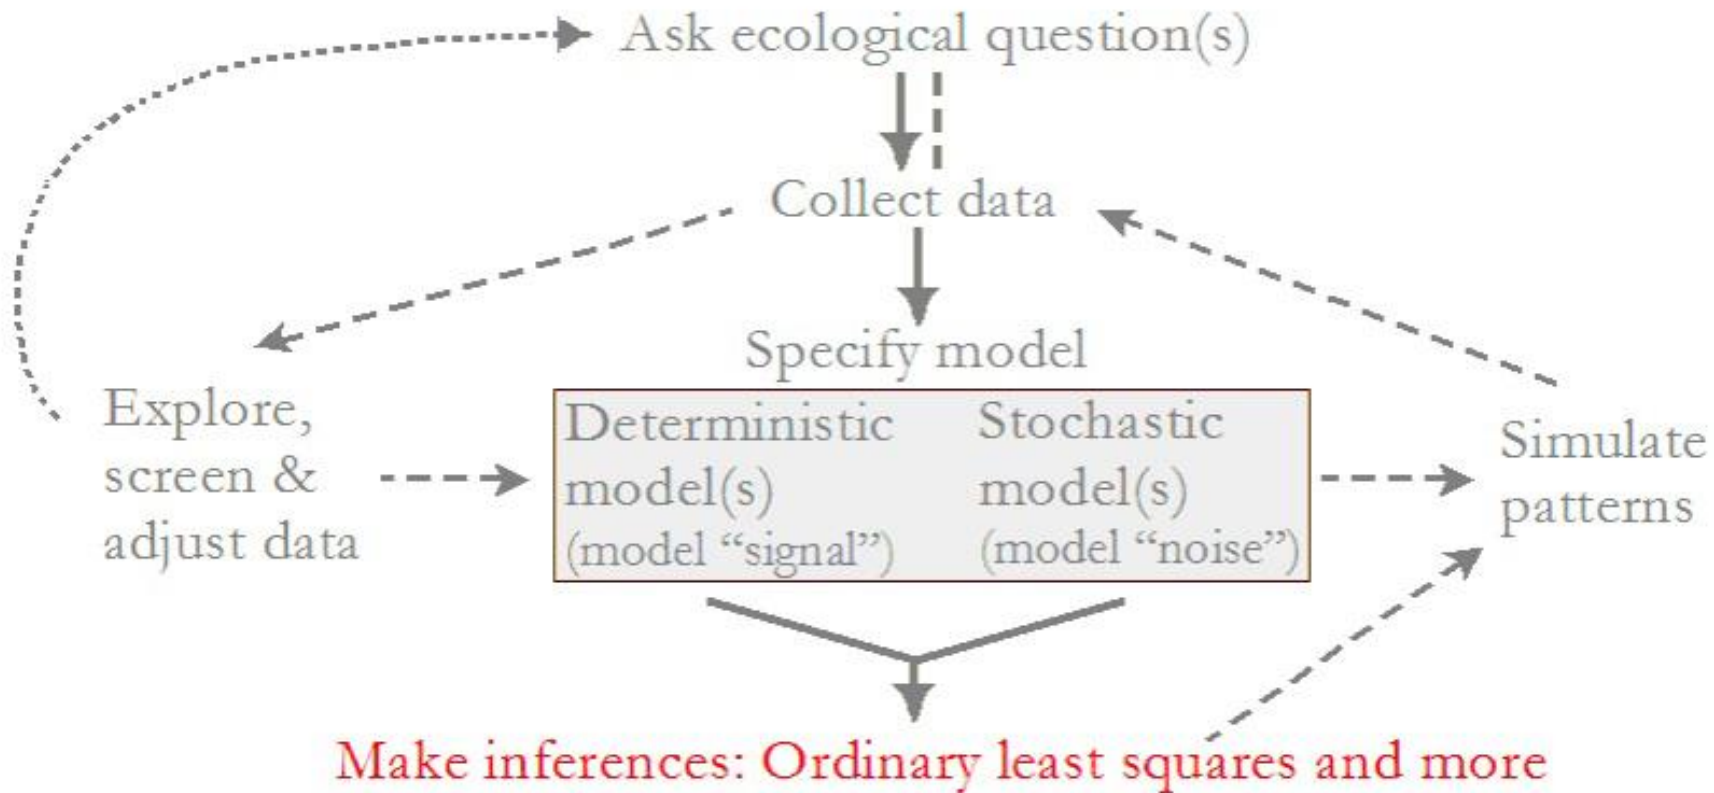 Ask ecological question(s)
Collect data
Specify model
Explore,
screen &
adjust data
Deterministic
model(s)
(model “signal”)
Stochastic
model(s)
(model “noise”)
Simulate
patterns
Make inferences: Ordinary least squares and more